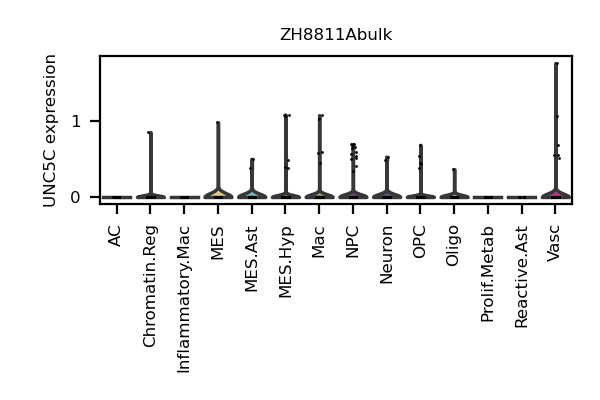 ZH8811Abulk
UNC5C expression
1
0
AC
Chromatin.Reg
Inflammatory.Mac
MES
MES.Ast
MES.Hyp
Mac
NPC
Neuron
OPC
Oligo
Prolif.Metab
Reactive.Ast
Vasc